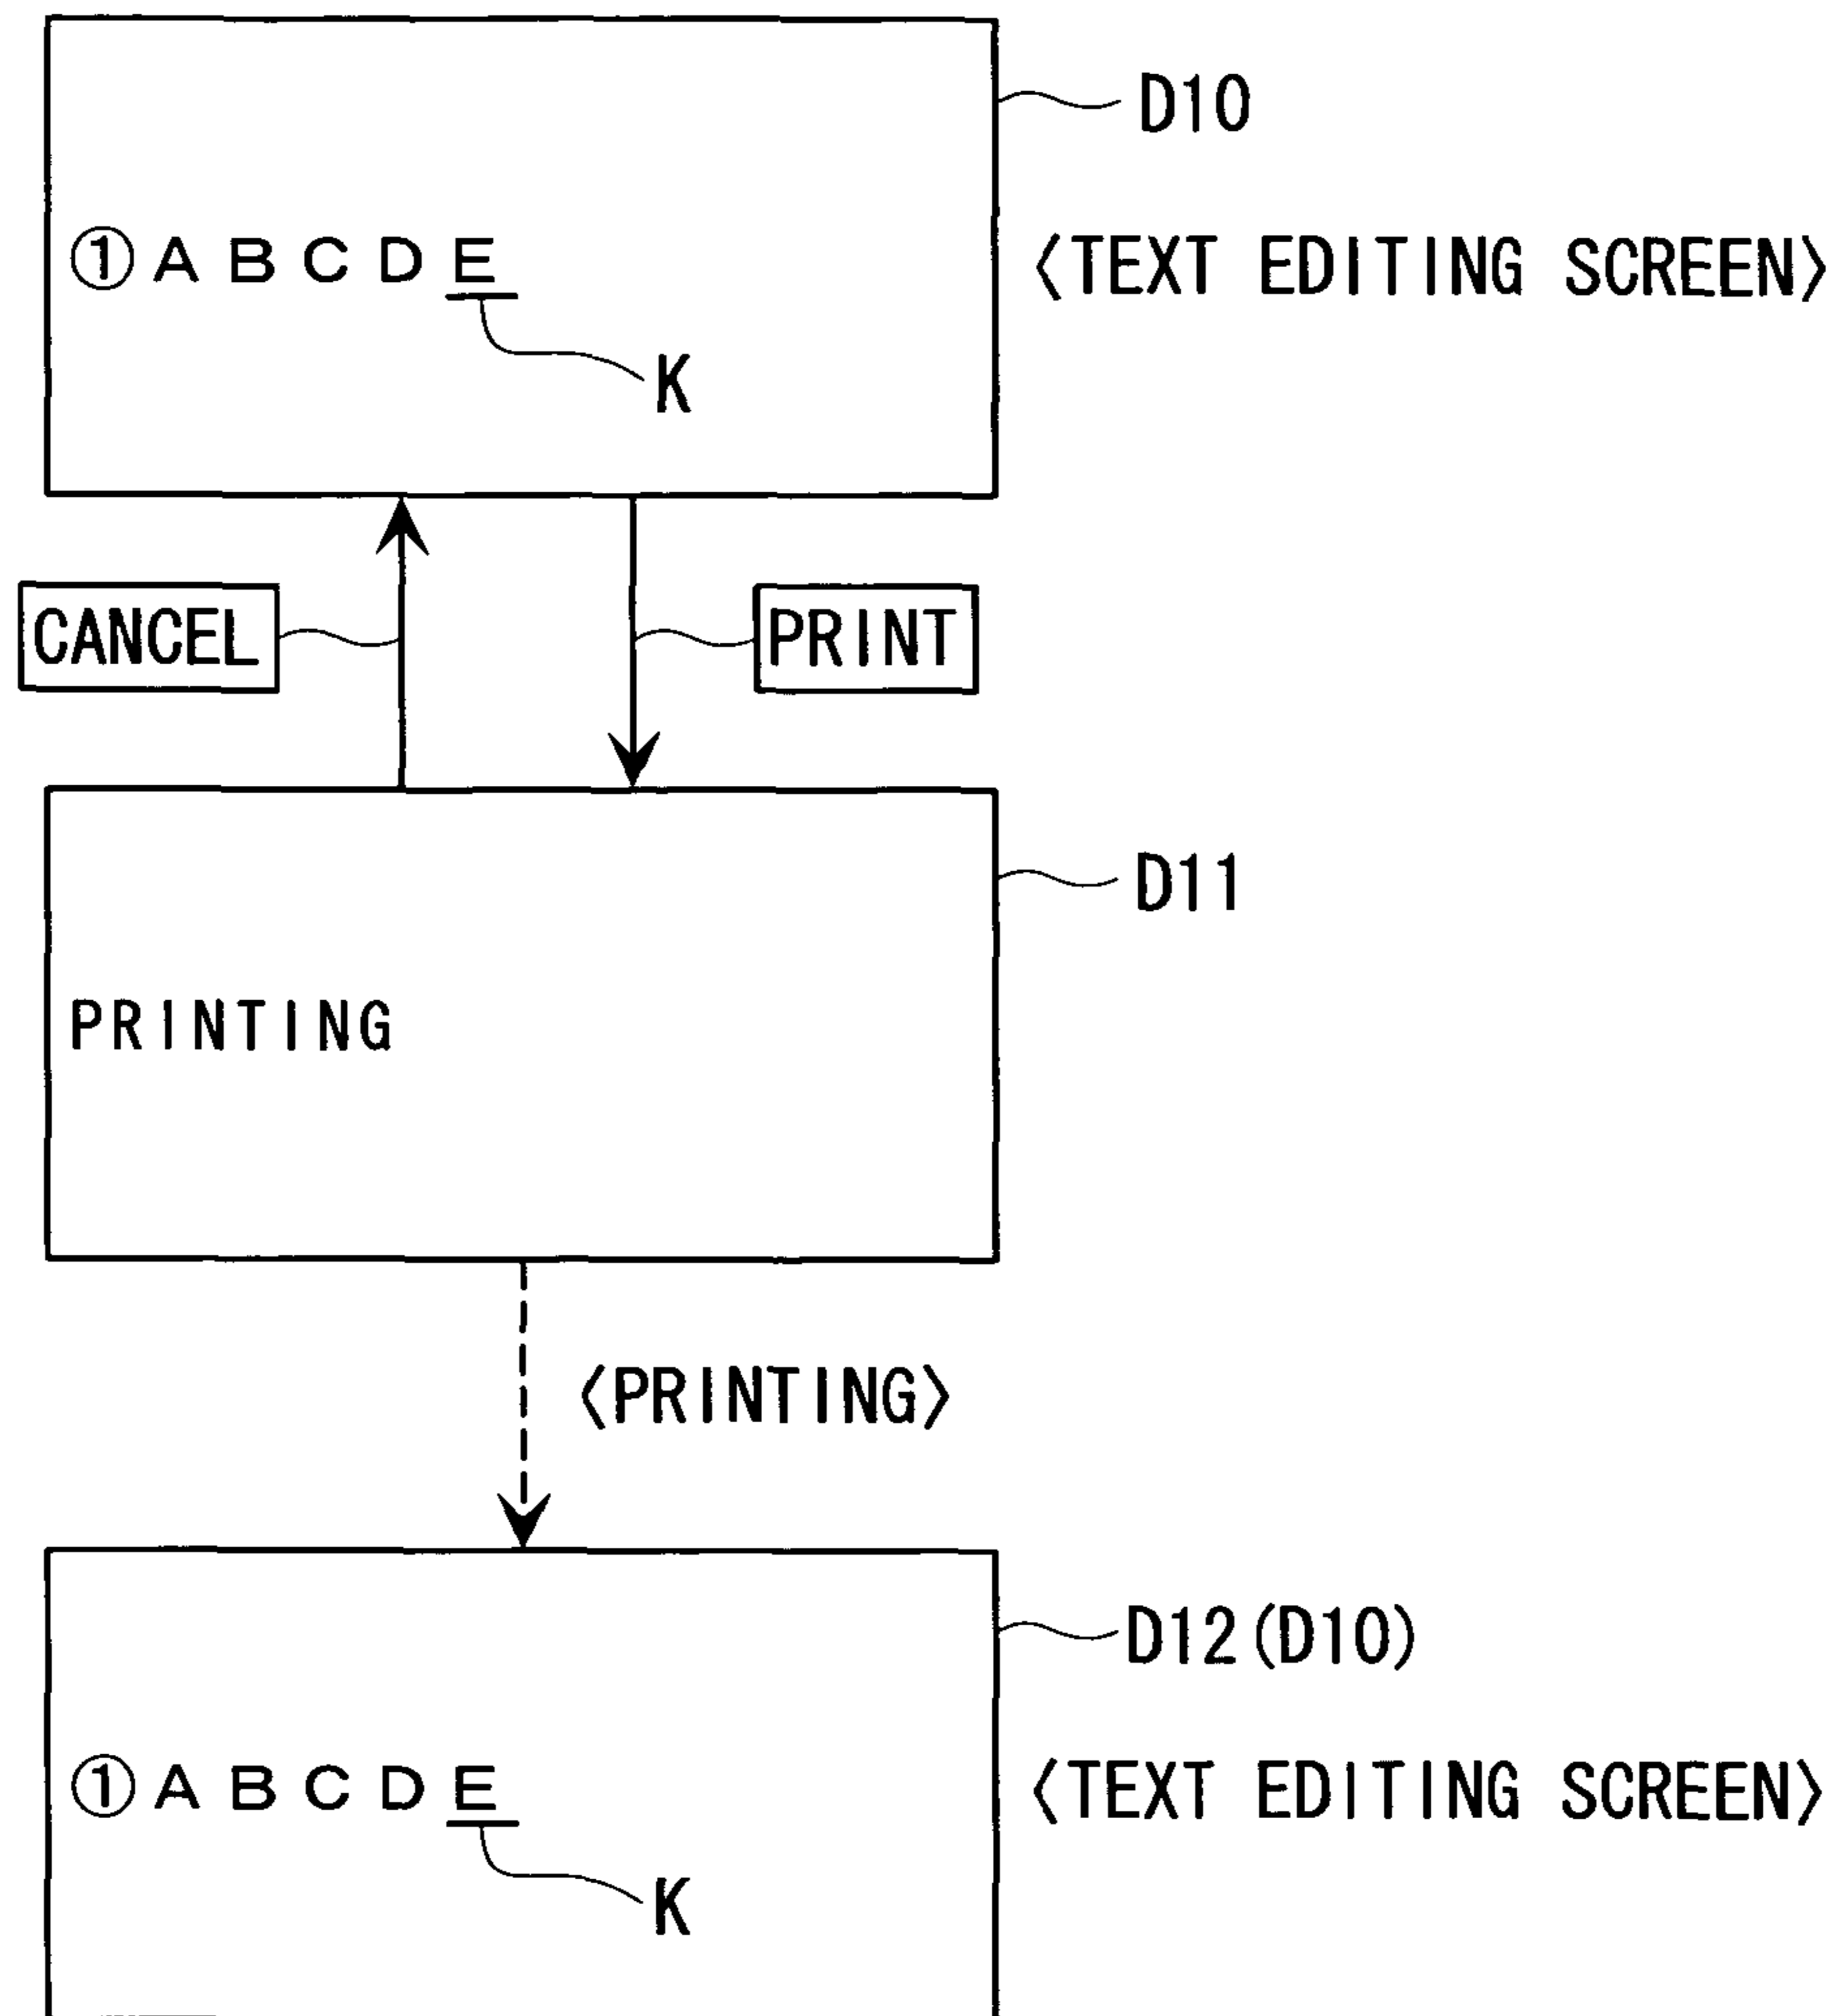 D10
①ABCDE
<TEXT EDITING SCREEN>
K
CANCEL
PRINT
D11
PRINTING
<PRINTING>
D12(D10)
①ABCDE
<TEXT EDITING SCREEN>
K